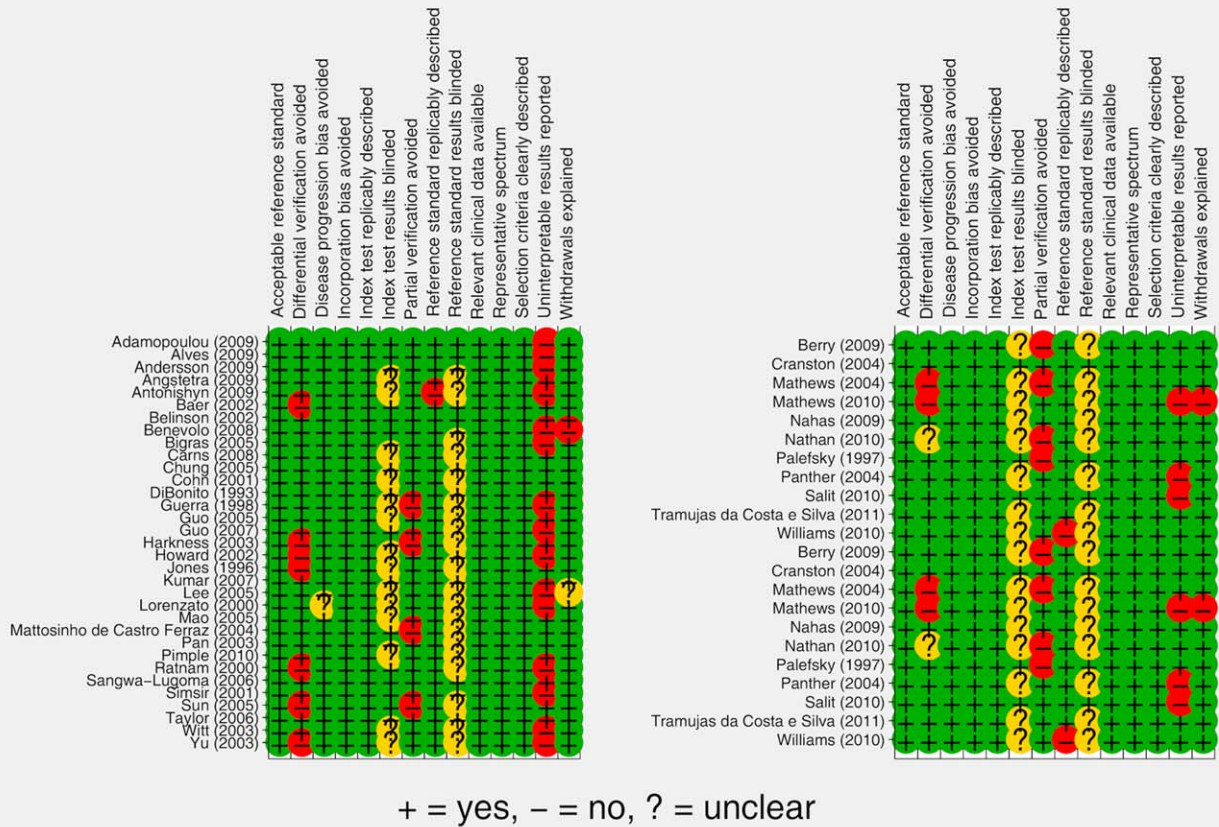 Acceptable reference standard
Differential verification avoided
Disease progression bias avoided
Incorporation bias avoided
Index test replicably described
Index test results blinded
Partial verification avoided
Reference standard replicably described
Reference standard results blinded
Relevant clinical data available
Representative spectrum
Selection criteria clearly described
Uninterpretable results reported
Withdrawals explained
Adamopoulou (2009)
Alves (2009)
Andersson (2009)
Angstetra (2009)
Antonishyn (2009)
Baer (2002)
Belinson (2002)
Benevolo (2008)
Bigras (2005)
Carns (2008)
Chung (2005)
Cohn (2001)
DiBonito (1993)
Guerra (1998)
Guo (2005)
Guo (2007)
Harkness (2003)
Howard (2002)
Jones (1996)
Kumar (2007)
Lee (2005)
Lorenzato (2000)
Mao (2005)
Mattosinho de Castro Ferraz (2004)
Pan (2003)
Pimple (2010)
Ratnam (2000)
Sangwa−Lugoma (2006)
Simsir (2001)
Sun (2005)
Taylor (2006)
Witt (2003)
Yu (2003)
Acceptable reference standard
Differential verification avoided
Disease progression bias avoided
Incorporation bias avoided
Index test replicably described
Index test results blinded
Partial verification avoided
Reference standard replicably described
Reference standard results blinded
Relevant clinical data available
Representative spectrum
Selection criteria clearly described
Uninterpretable results reported
Withdrawals explained
Berry (2009)
Cranston (2004)
Mathews (2004)
Mathews (2010)
Nahas (2009)
Nathan (2010)
Palefsky (1997)
Panther (2004)
Salit (2010)
Tramujas da Costa e Silva (2011)
Williams (2010)
Berry (2009)
Cranston (2004)
Mathews (2004)
Mathews (2010)
Nahas (2009)
Nathan (2010)
Palefsky (1997)
Panther (2004)
Salit (2010)
Tramujas da Costa e Silva (2011)
Williams (2010)
+ = yes, − = no, ? = unclear